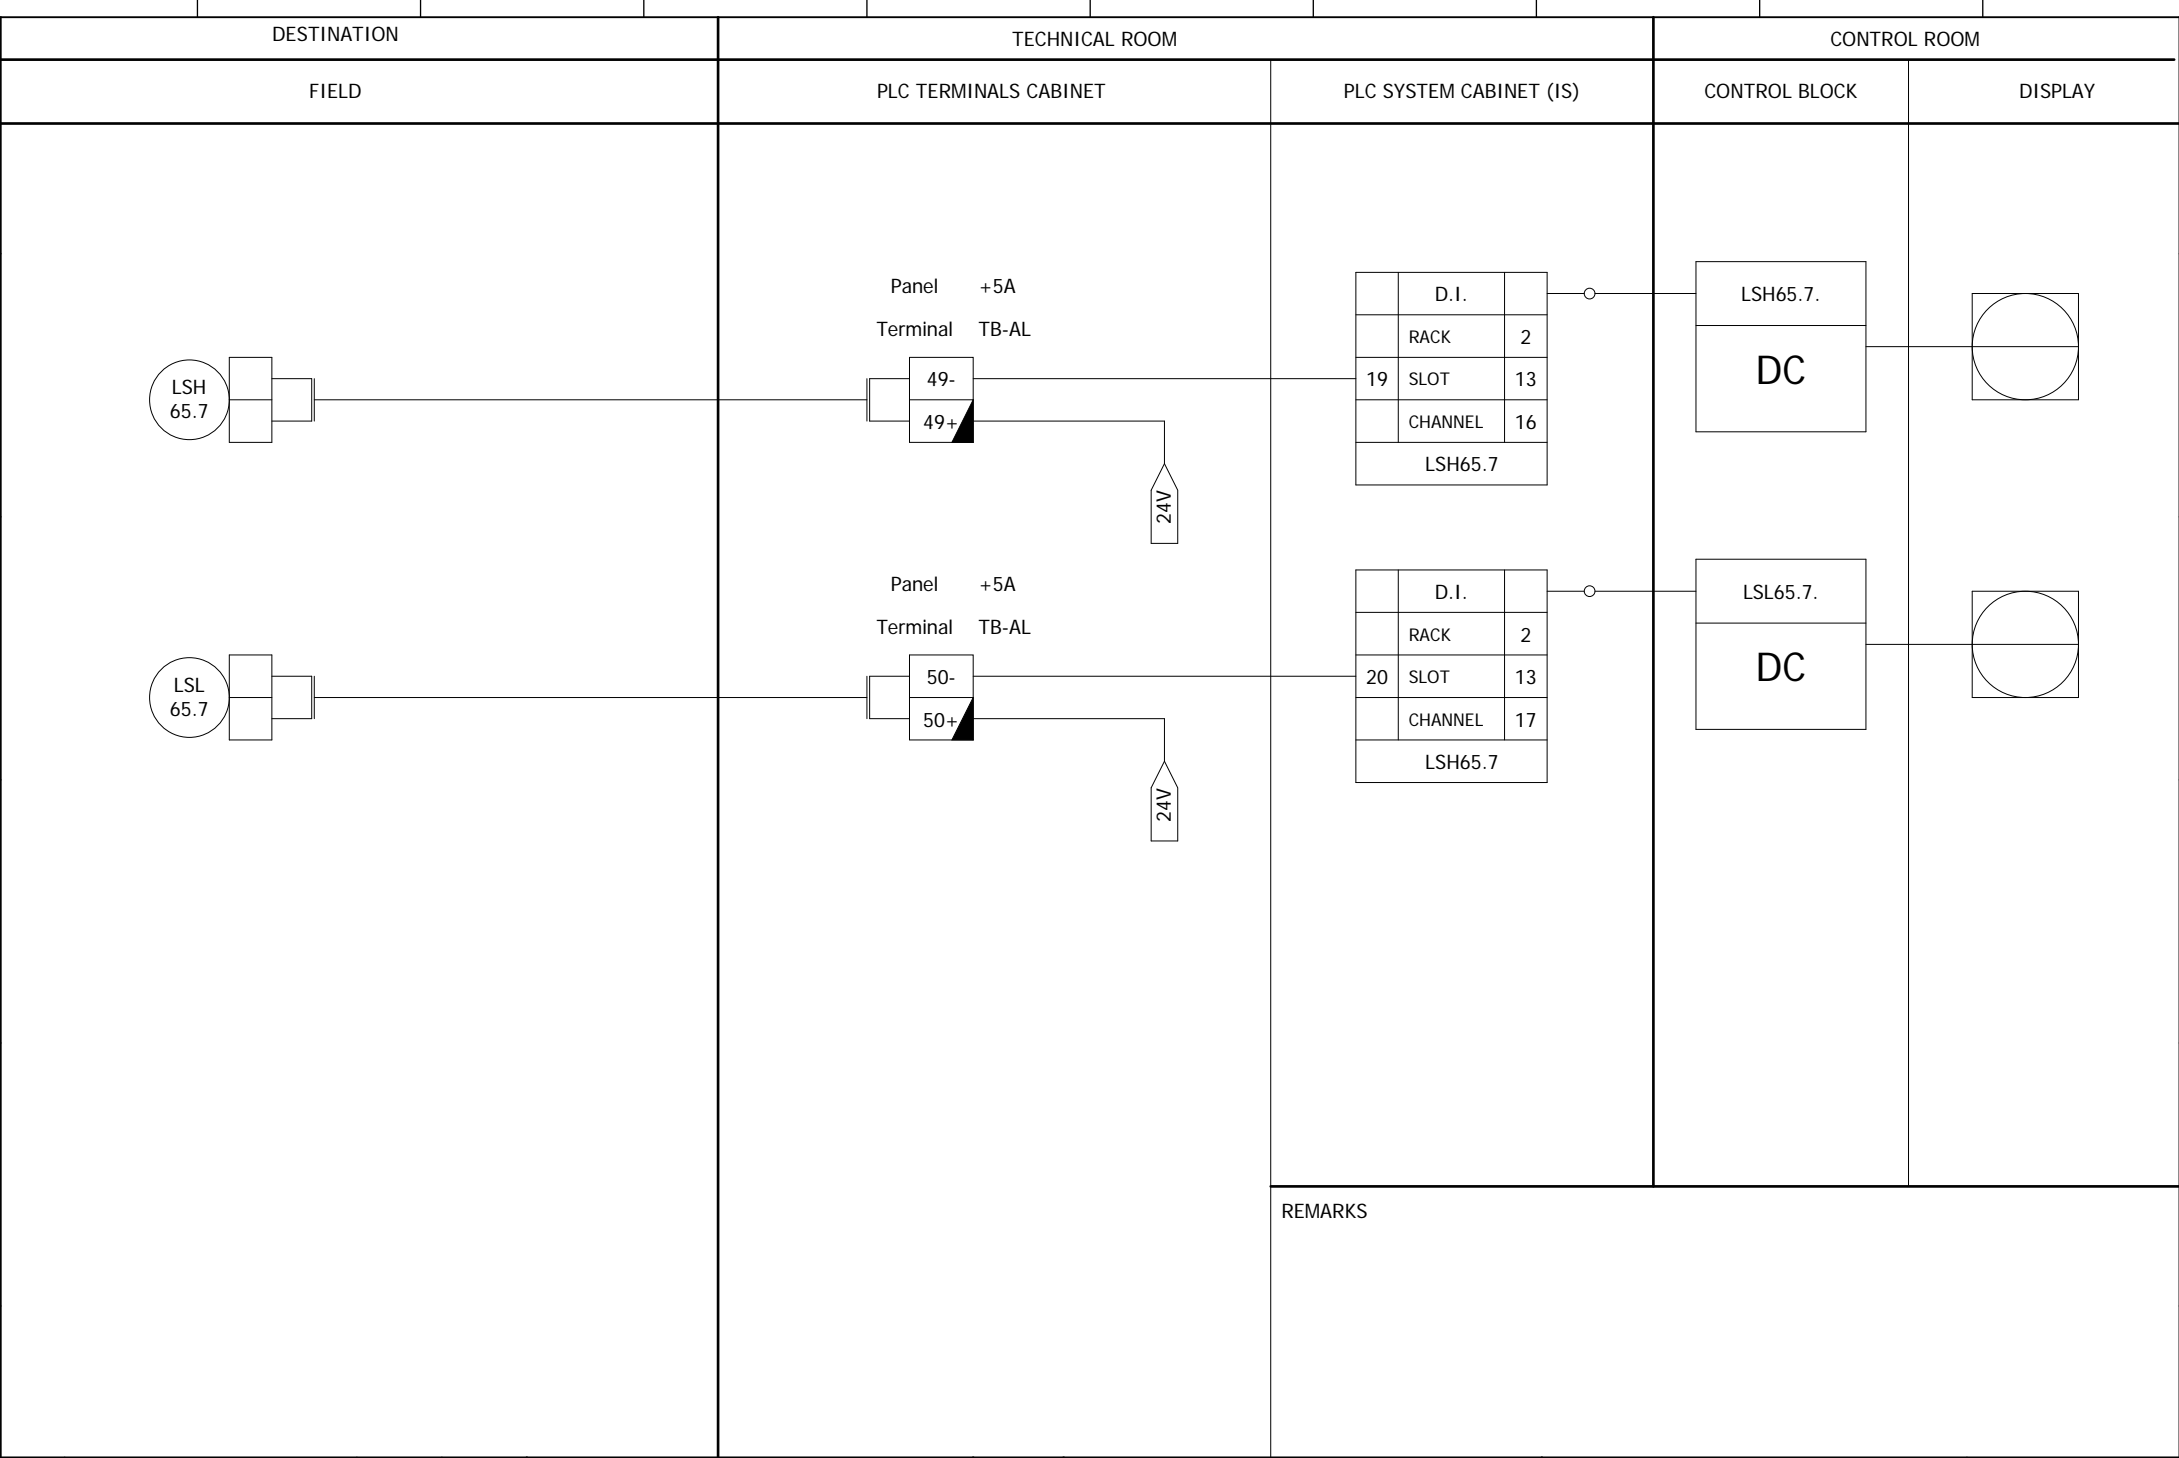 DESTINATION
TECHNICAL ROOM
CONTROL ROOM
FIELD
PLC TERMINALS CABINET
PLC SYSTEM CABINET (IS)
CONTROL BLOCK
DISPLAY
LSH
65.7
Panel +5A
Terminal TB-AL
49-
49+
24V
D.I.
RACK 2
19 SLOT 13
CHANNEL 16
LSH65.7
LSH65.7.
DC
LSL
65.7
Panel +5A
Terminal TB-AL
50-
50+
24V
D.I.
RACK 2
20 SLOT 13
CHANNEL 17
LSH65.7
LSL65.7.
DC
REMARKS